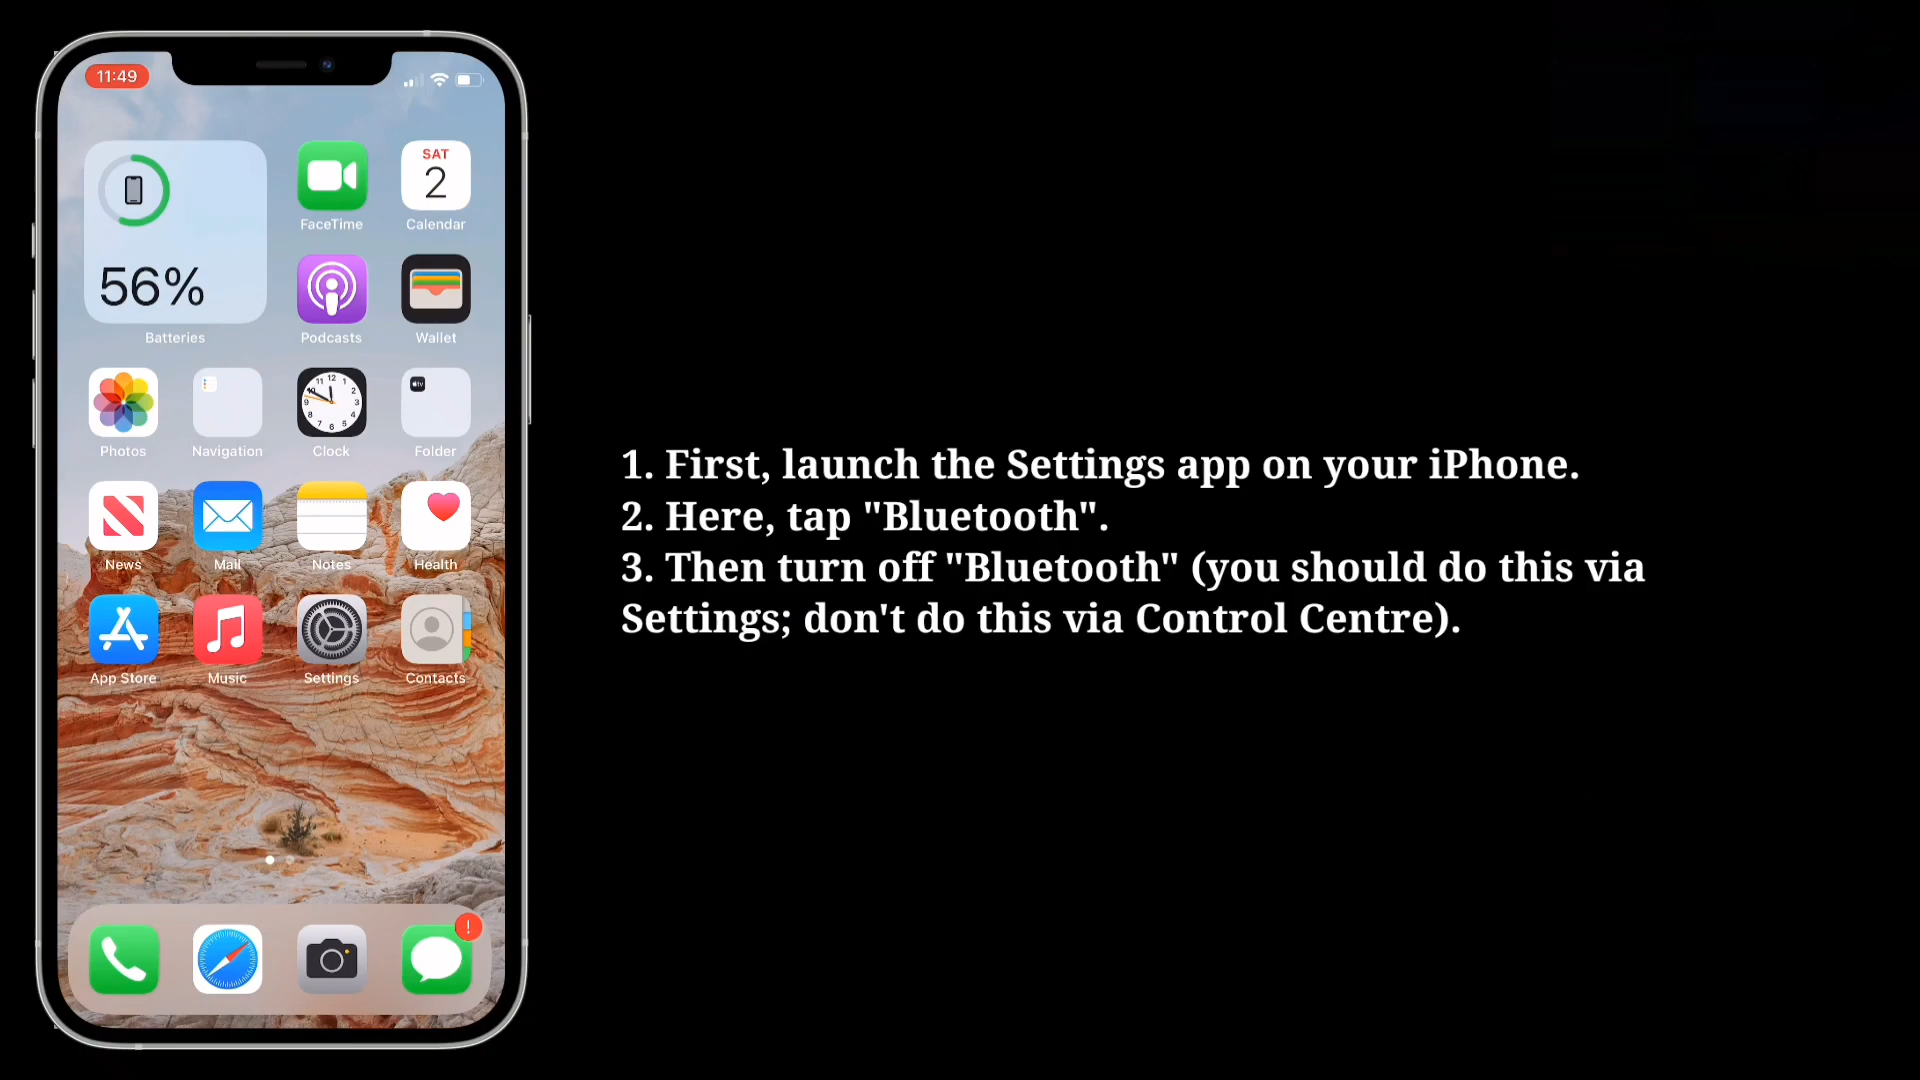 11:49
SAT
2
FaceTime
Calendar
56%
Batteries
Podcasts
Wallet
Photos
Navigation
Clock
Folder
News
Mail
Notes
Health
App Store
Music
Settings
Contacts
!
1. First, launch the Settings app on your iPhone.
2. Here, tap "Bluetooth".
3. Then turn off "Bluetooth" (you should do this via
Settings; don't do this via Control Centre).